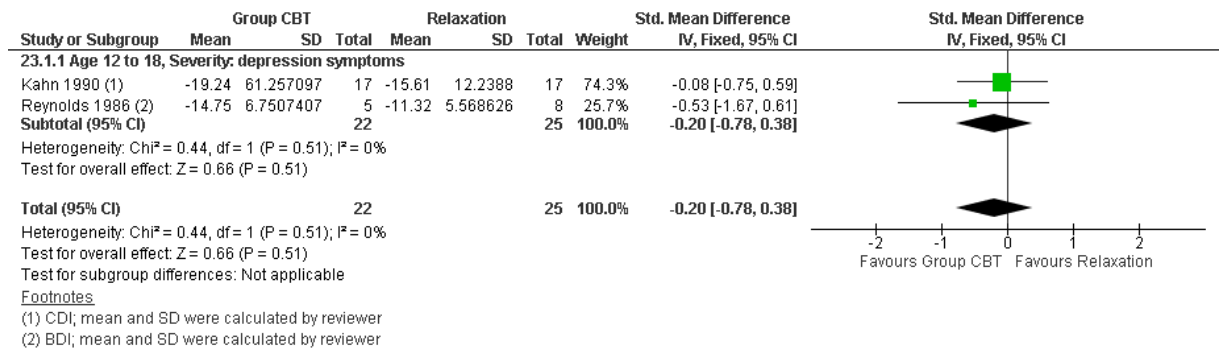 Group CBT Relaxation Std. Mean Difference Std. Mean Difference
Study or Subgroup Mean SD Total Mean SD Total Weight IV, Fixed, 95% CI IV, Fixed, 95% CI
23.1.1 Age 12 to 18, Severity: depression symptoms
Kahn 1990 (1) -19.24 61.257097 17 -15.61 12.2388 17 74.3% -0.08 [-0.75, 0.59]
Reynolds 1986 (2) -14.75 6.7507407 5 -11.32 5.568626 8 25.7% -0.53 [-1.67, 0.61]
Subtotal (95% CI) 22 25 100.0% -0.20 [-0.78, 0.38]
Heterogeneity: Chi² = 0.44, df = 1 (P = 0.51); I² = 0%
Test for overall effect: Z = 0.66 (P = 0.51)
Total (95% CI) 22 25 100.0% -0.20 [-0.78, 0.38]
Heterogeneity: Chi² = 0.44, df = 1 (P = 0.51); I² = 0%
Test for overall effect: Z = 0.66 (P = 0.51)
Test for subgroup differences: Not applicable
-2 -1 0 1 2
Favours Group CBT Favours Relaxation
Footnotes
(1) CDI; mean and SD were calculated by reviewer
(2) BDI; mean and SD were calculated by reviewer